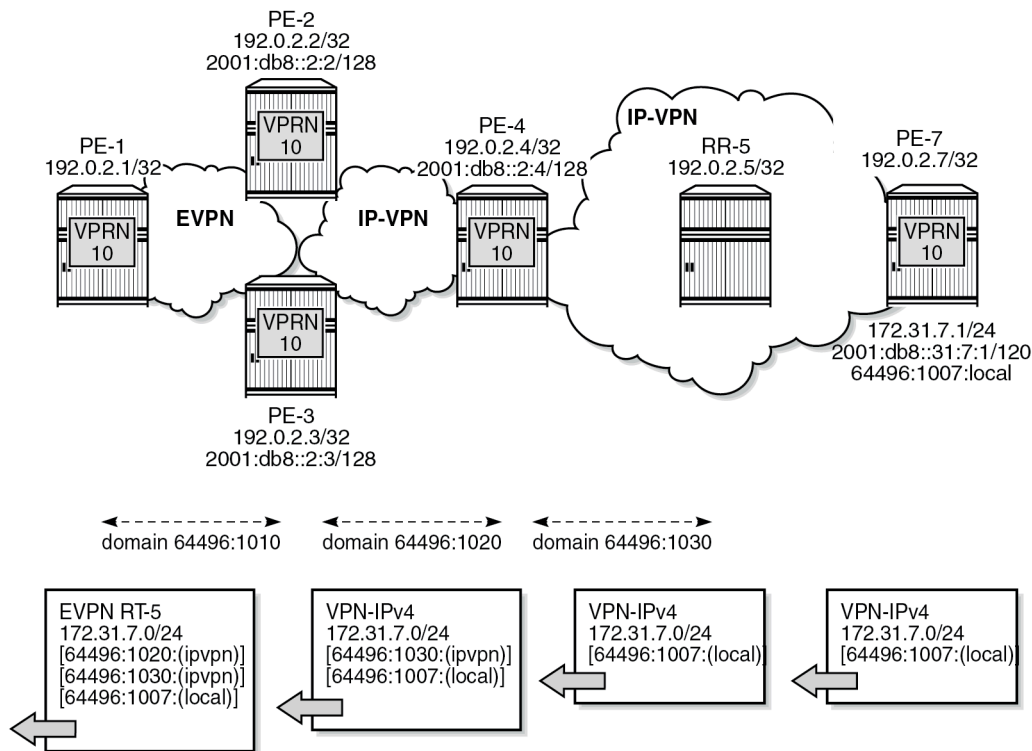 PE-2
192.0.2.2/32
2001:db8::2:2/128
VPRN
10
PE-1
192.0.2.1/32
VPRN
10
EVPN
PE-3
192.0.2.3/32
2001:db8::2:3/128
VPRN
10
IP-VPN
PE-4
192.0.2.4/32
2001:db8::2:4/128
VPRN
10
IP-VPN
RR-5
192.0.2.5/32
PE-7
192.0.2.7/32
VPRN
10
172.31.7.1/24
2001:db8::31:7:1/120
64496:1007:local
domain 64496:1010
domain 64496:1020
domain 64496:1030
EVPN RT-5
172.31.7.0/24
[64496:1020:(ipvpn)]
[64496:1030:(ipvpn)]
[64496:1007:(local)]
VPN-IPv4
172.31.7.0/24
[64496:1030:(ipvpn)]
[64496:1007:(local)]
VPN-IPv4
172.31.7.0/24
[64496:1007:(local)]
VPN-IPv4
172.31.7.0/24
[64496:1007:(local)]